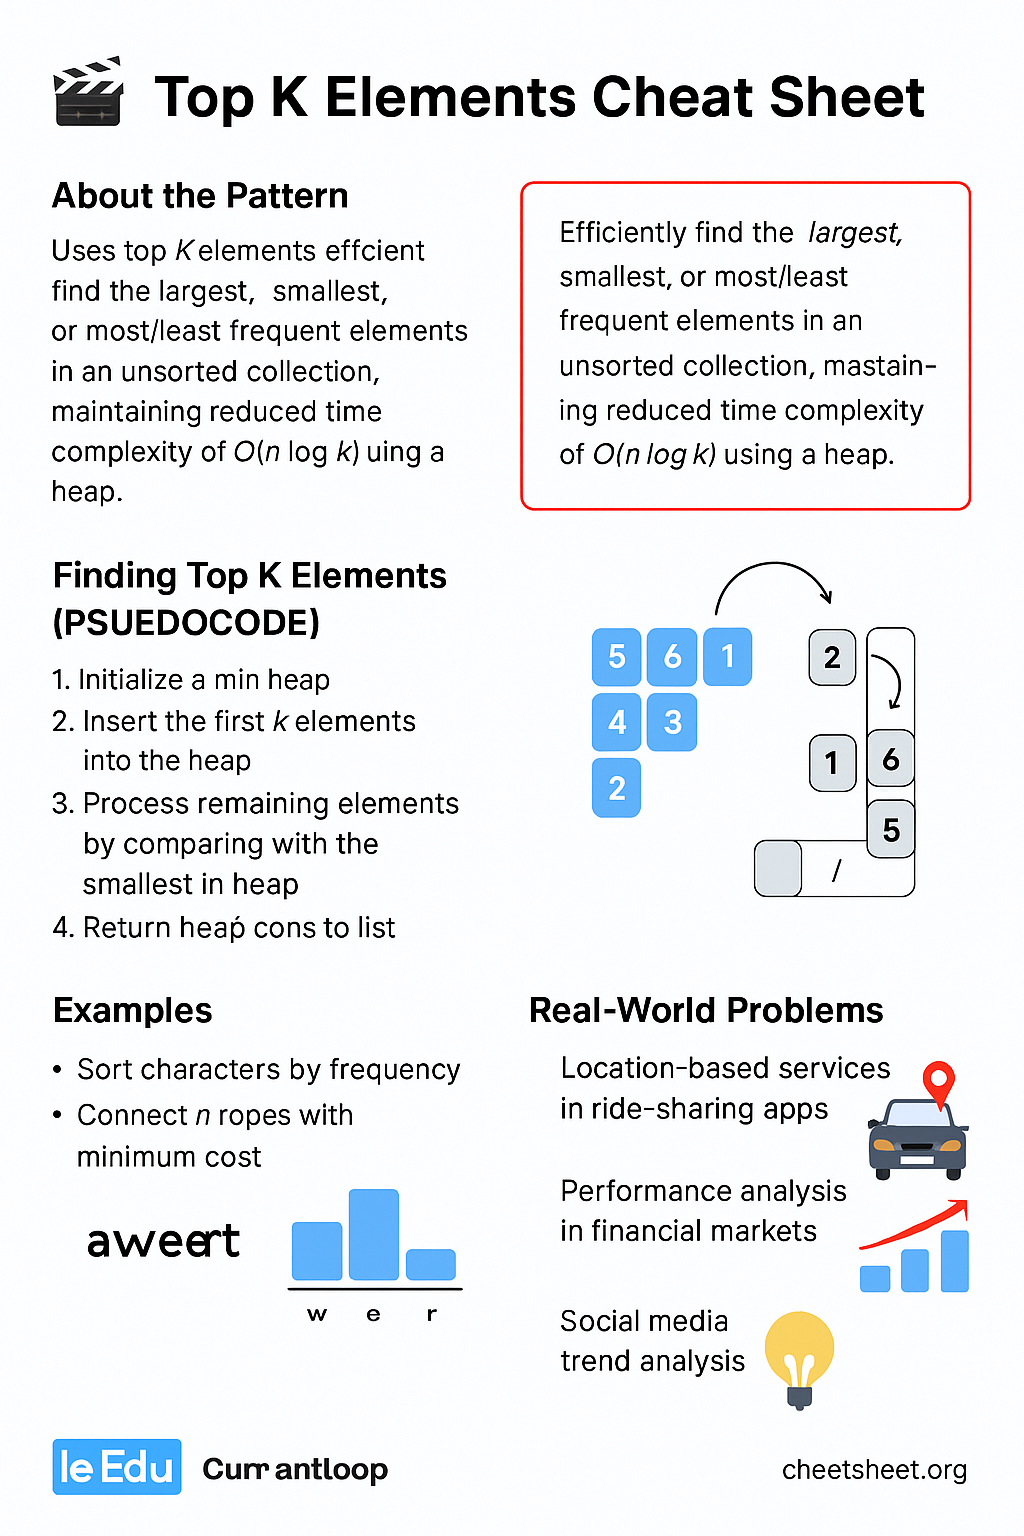 Top K Elements Cheat Sheet
About the Pattern
Uses top K elements effcient
find the largest, smallest,
or most/least frequent elements
in an unsorted collection,
maintaining reduced time
complexity of O(n log k) uing a
heap.
Efficiently find the largest,
smallest, or most/least
frequent elements in an
unsorted collection, mastain-
ing reduced time complexity
of O(n log k) using a heap.
Finding Top K Elements
(PSUEDOCODE)
1. Initialize a min heap
2. Insert the first k elements
into the heap
3. Process remaining elements
by comparing with the
smallest in heap
4. Return heaṕ cons to list
5 6 1
4 3
2
2
1 6
5
/
Examples
• Sort characters by frequency
• Connect n ropes with
minimum cost
aweert
w e r
Real-World Problems
Location-based services
in ride-sharing apps
Performance analysis
in financial markets
Social media
trend analysis
le Edu
Currantloop
cheetsheet.org